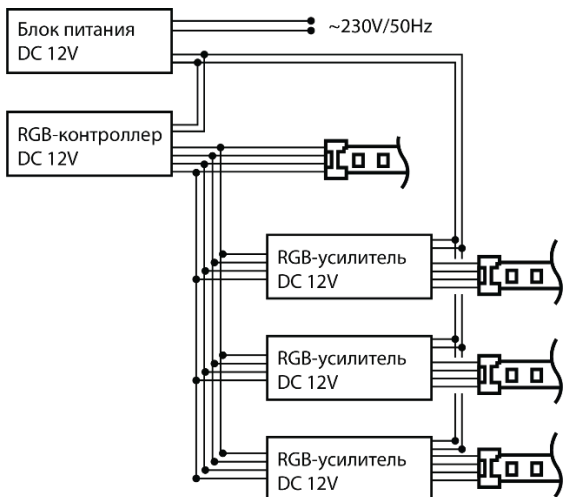 Блок питания
DC 12V
~230V/50Hz
RGB-контроллер
DC 12V
RGB-усилитель
DC 12V
RGB-усилитель
DC 12V
RGB-усилитель
DC 12V